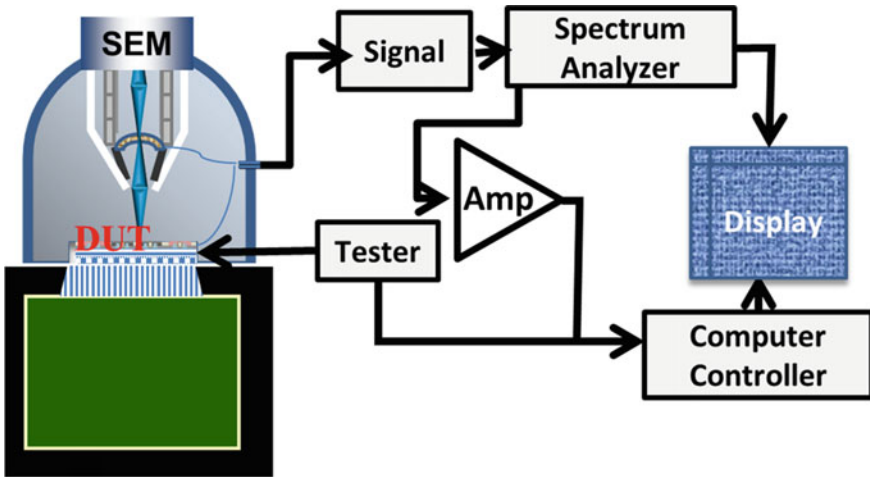 SEM
Signal
Spectrum
Analyzer
Amp
DUT
Tester
Display
Computer
Controller